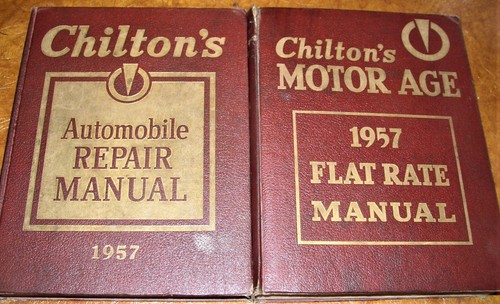 Chilton's
Automobile
REPAIR
MANUAL
1957
Chilton's
MOTOR AGE
1957
FLAT RATE
MANUAL